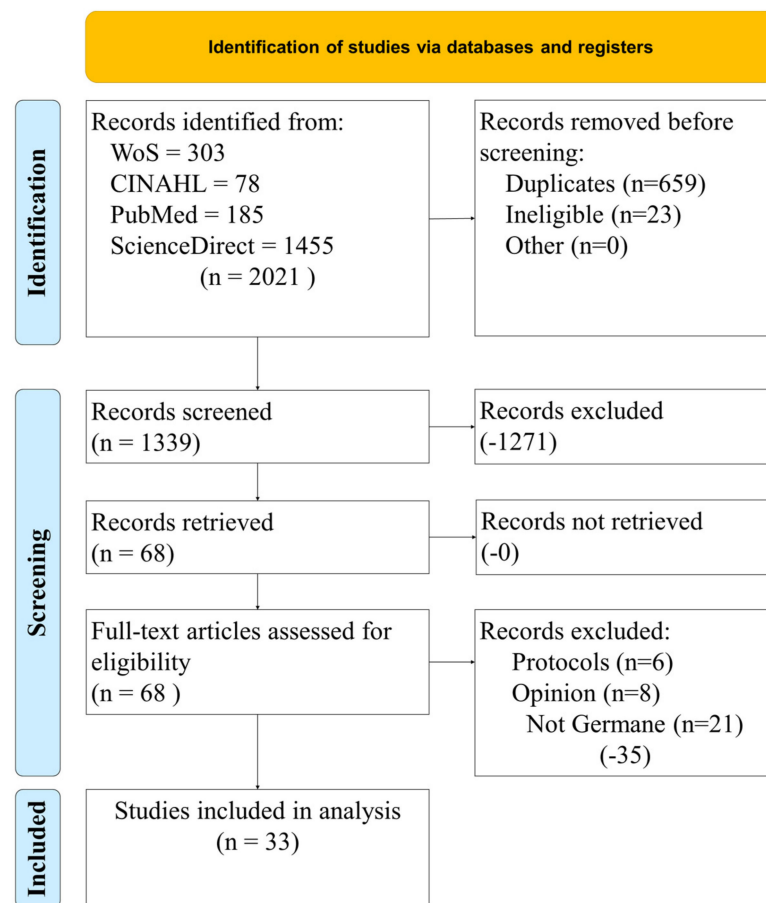 Identification of studies via databases and registers
Identification
Records identified from:
WoS = 303
CINAHL = 78
PubMed = 185
ScienceDirect = 1455
(n = 2021 )
Records removed before
screening:
Duplicates (n=659)
Ineligible (n=23)
Other (n=0)
Screening
Records screened
(n = 1339)
Records excluded
(-1271)
Records retrieved
(n = 68)
Records not retrieved
(-0)
Full-text articles assessed for
eligibility
(n = 68 )
Records excluded:
Protocols (n=6)
Opinion (n=8)
Not Germane (n=21)
(-35)
Included
Studies included in analysis
(n = 33)